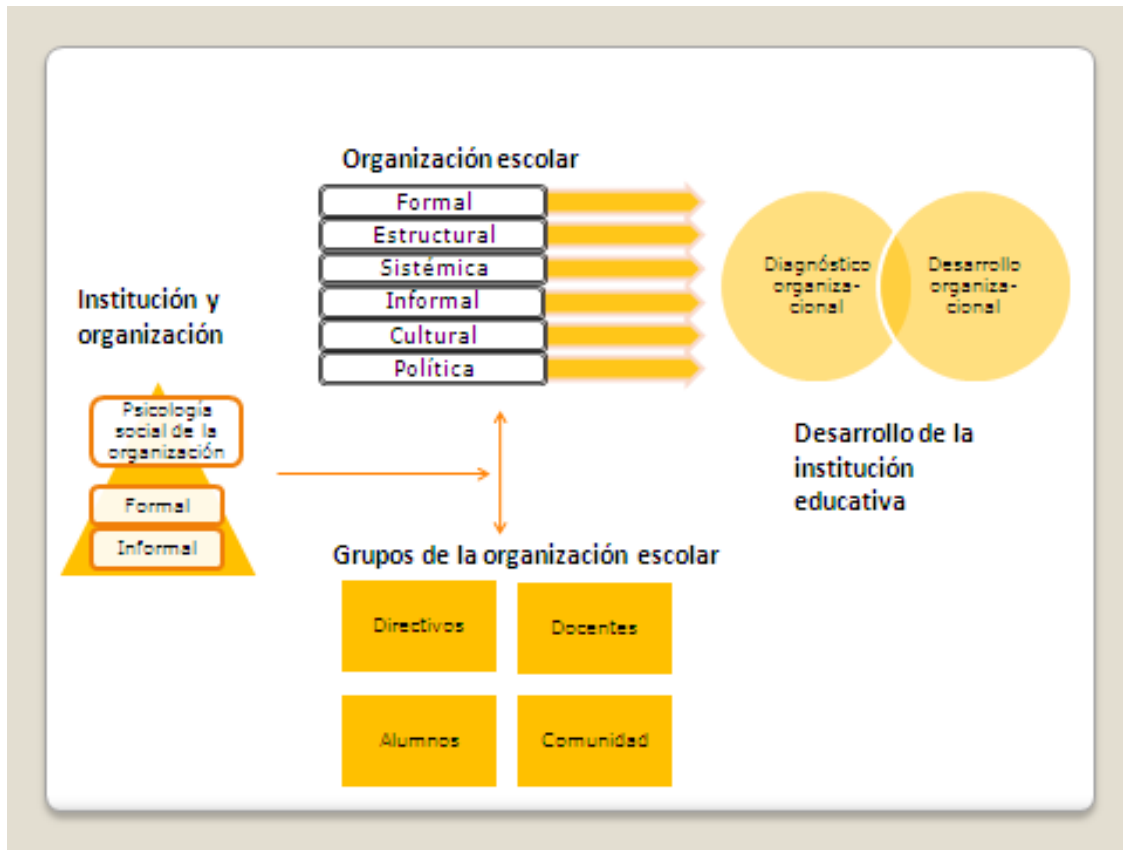 Organización escolar
Formal
Estructural
Sistémica
Informal
Cultural
Política
Institución y
organización
Psicología
social de la
organización
Formal
Informal
Diagnóstico
organiza-
cional
Desarrollo
organiza-
cional
Desarrollo de la
institución
educativa
Grupos de la organización escolar
Directivos
Docentes
Alumnos
Comunidad